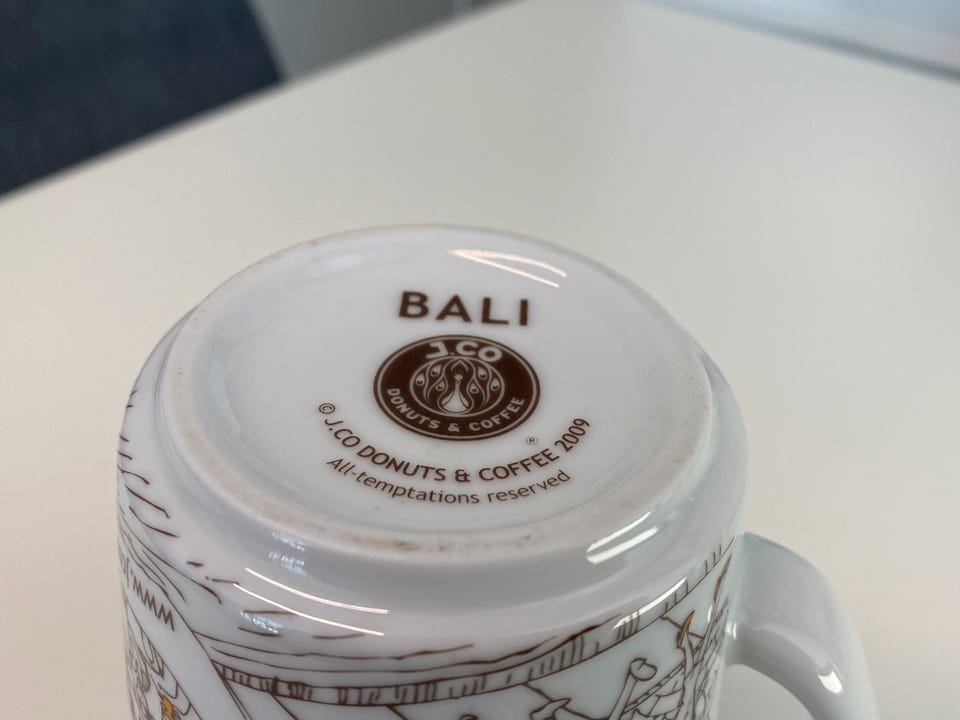 BALI
J.CO
DONUTS & COFFEE
®
© J.CO DONUTS & COFFEE 2009
All-temptations reserved